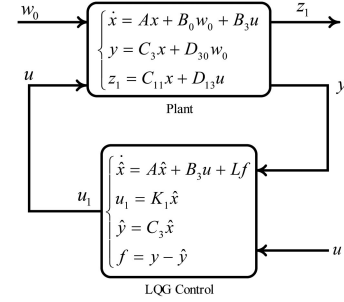 w₀
z₁
ẋ = Ax + B₀w₀ + B₃u
y = C₃x + D₃₀w₀
z₁ = C₁₁x + D₁₃u
u
y
Plant
x̂̇ = Ax̂ + B₃u + Lf
u₁ = K₁x̂
u₁
ŷ = C₃x̂
f = y − ŷ
u
LQG Control